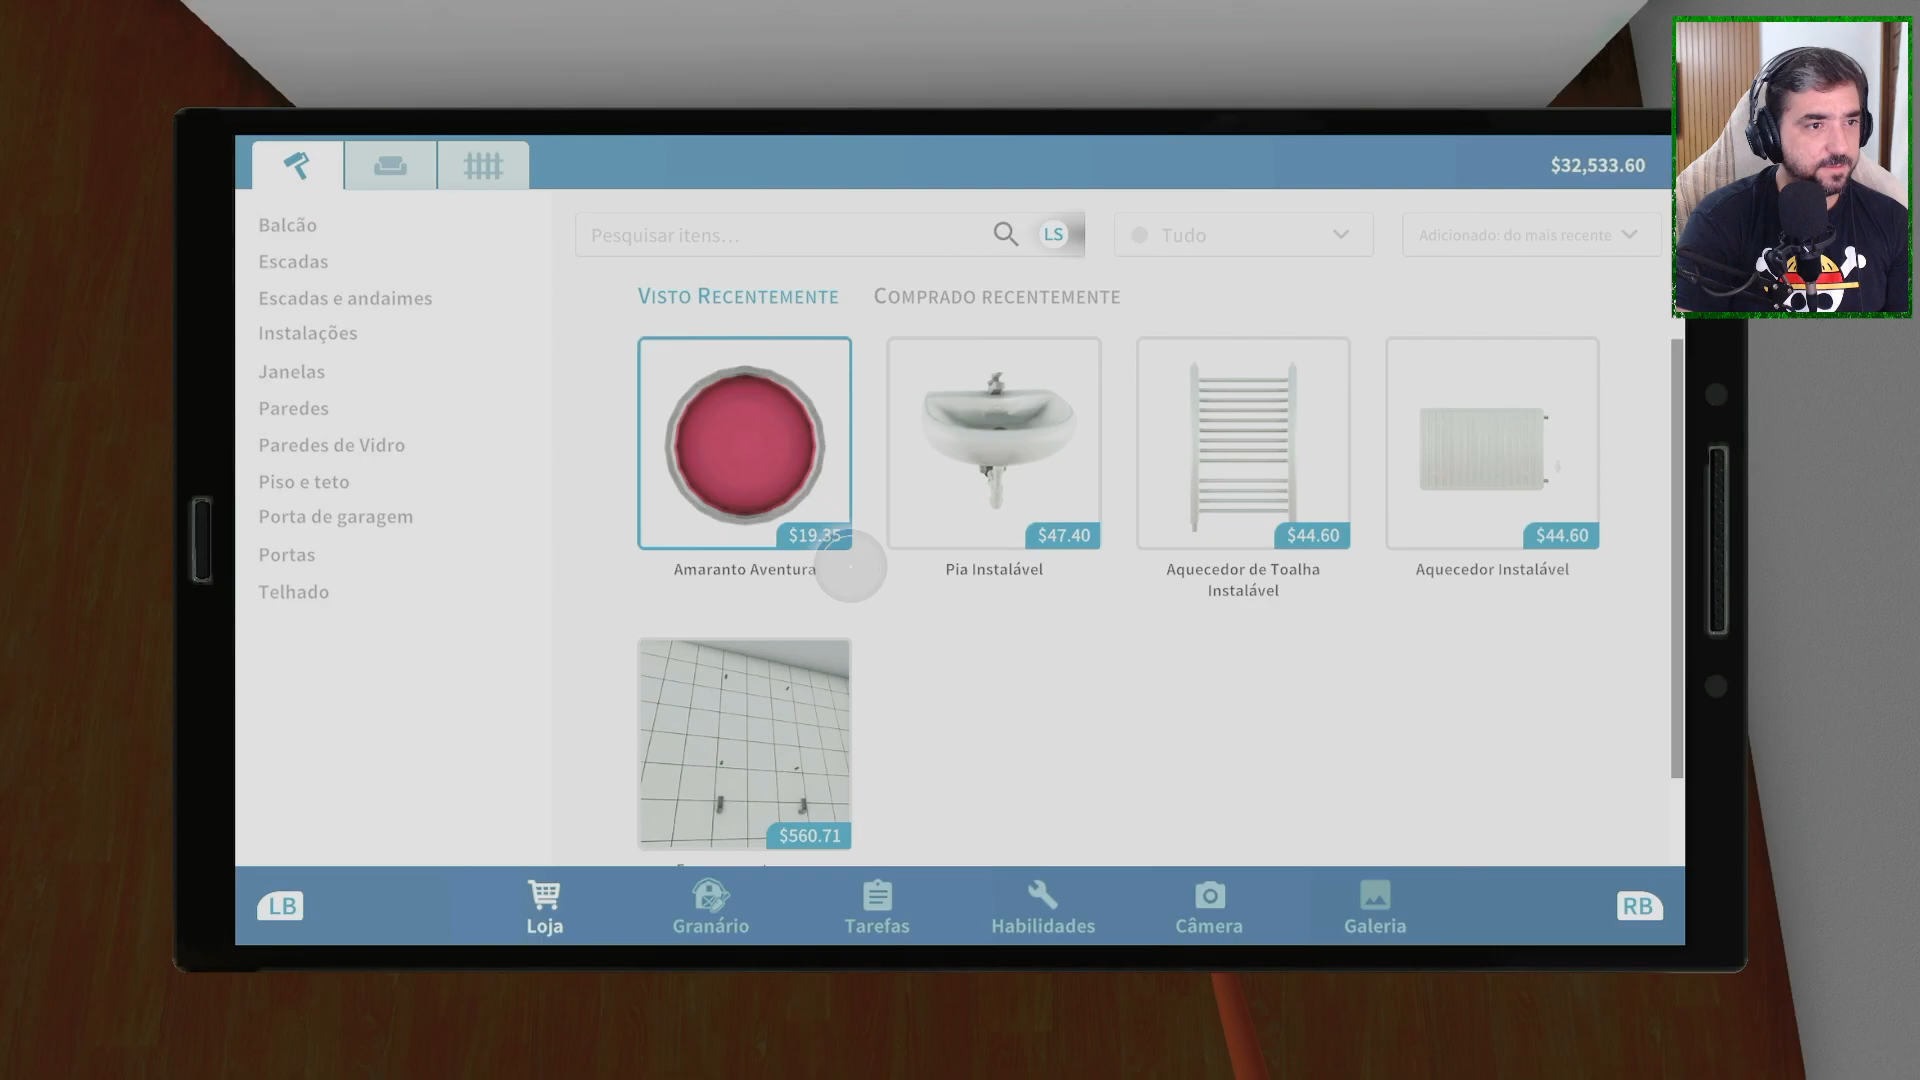 $32,533.60
Balcão
Escadas
Escadas e andaimes
Instalações
Janelas
Paredes
Paredes de Vidro
Piso e teto
Porta de garagem
Portas
Telhado
Pesquisar itens...
LS
Tudo
Adicionado: do mais recente
Visto Recentemente
Comprado recentemente
$19.35
$47.40
$44.60
$44.60
Amaranto Aventura
Pia Instalável
Aquecedor de Toalha
Instalável
Aquecedor Instalável
$560.71
LB
Loja
Granário
Tarefas
Habilidades
Câmera
Galeria
RB